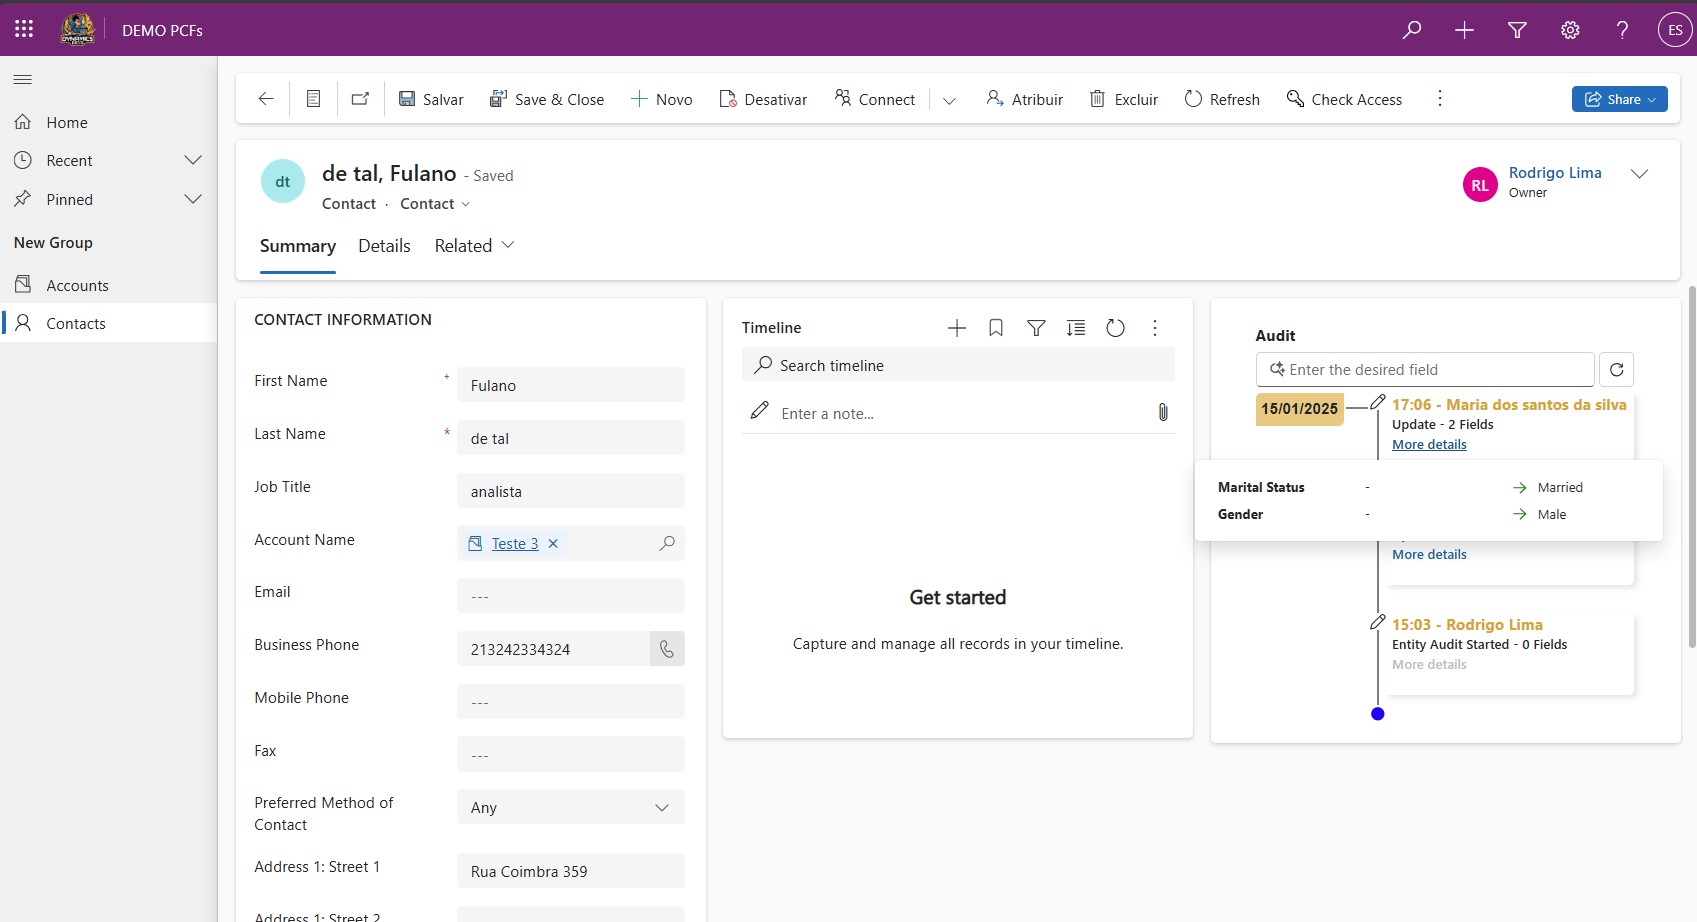 DEMO PCFs
ES
Home
Recent
Pinned
New Group
Accounts
Contacts
Salvar
Save & Close
Novo
Desativar
Connect
Atribuir
Excluir
Refresh
Check Access
Share
dt
de tal, Fulano - Saved
Contact · Contact
RL
Rodrigo Lima
Owner
Summary
Details
Related
CONTACT INFORMATION
First Name + Fulano
Last Name * de tal
Job Title analista
Account Name Teste 3
Email ---
Business Phone 213242334324
Mobile Phone ---
Fax ---
Preferred Method of
Contact
Any
Address 1: Street 1 Rua Coimbra 359
Address 1: Street 2
Timeline
Search timeline
Enter a note...
Get started
Capture and manage all records in your timeline.
Audit
Enter the desired field
15/01/2025
17:06 - Maria dos santos da silva
Update - 2 Fields
More details
Marital Status - Married
Gender - Male
More details
15:03 - Rodrigo Lima
Entity Audit Started - 0 Fields
More details